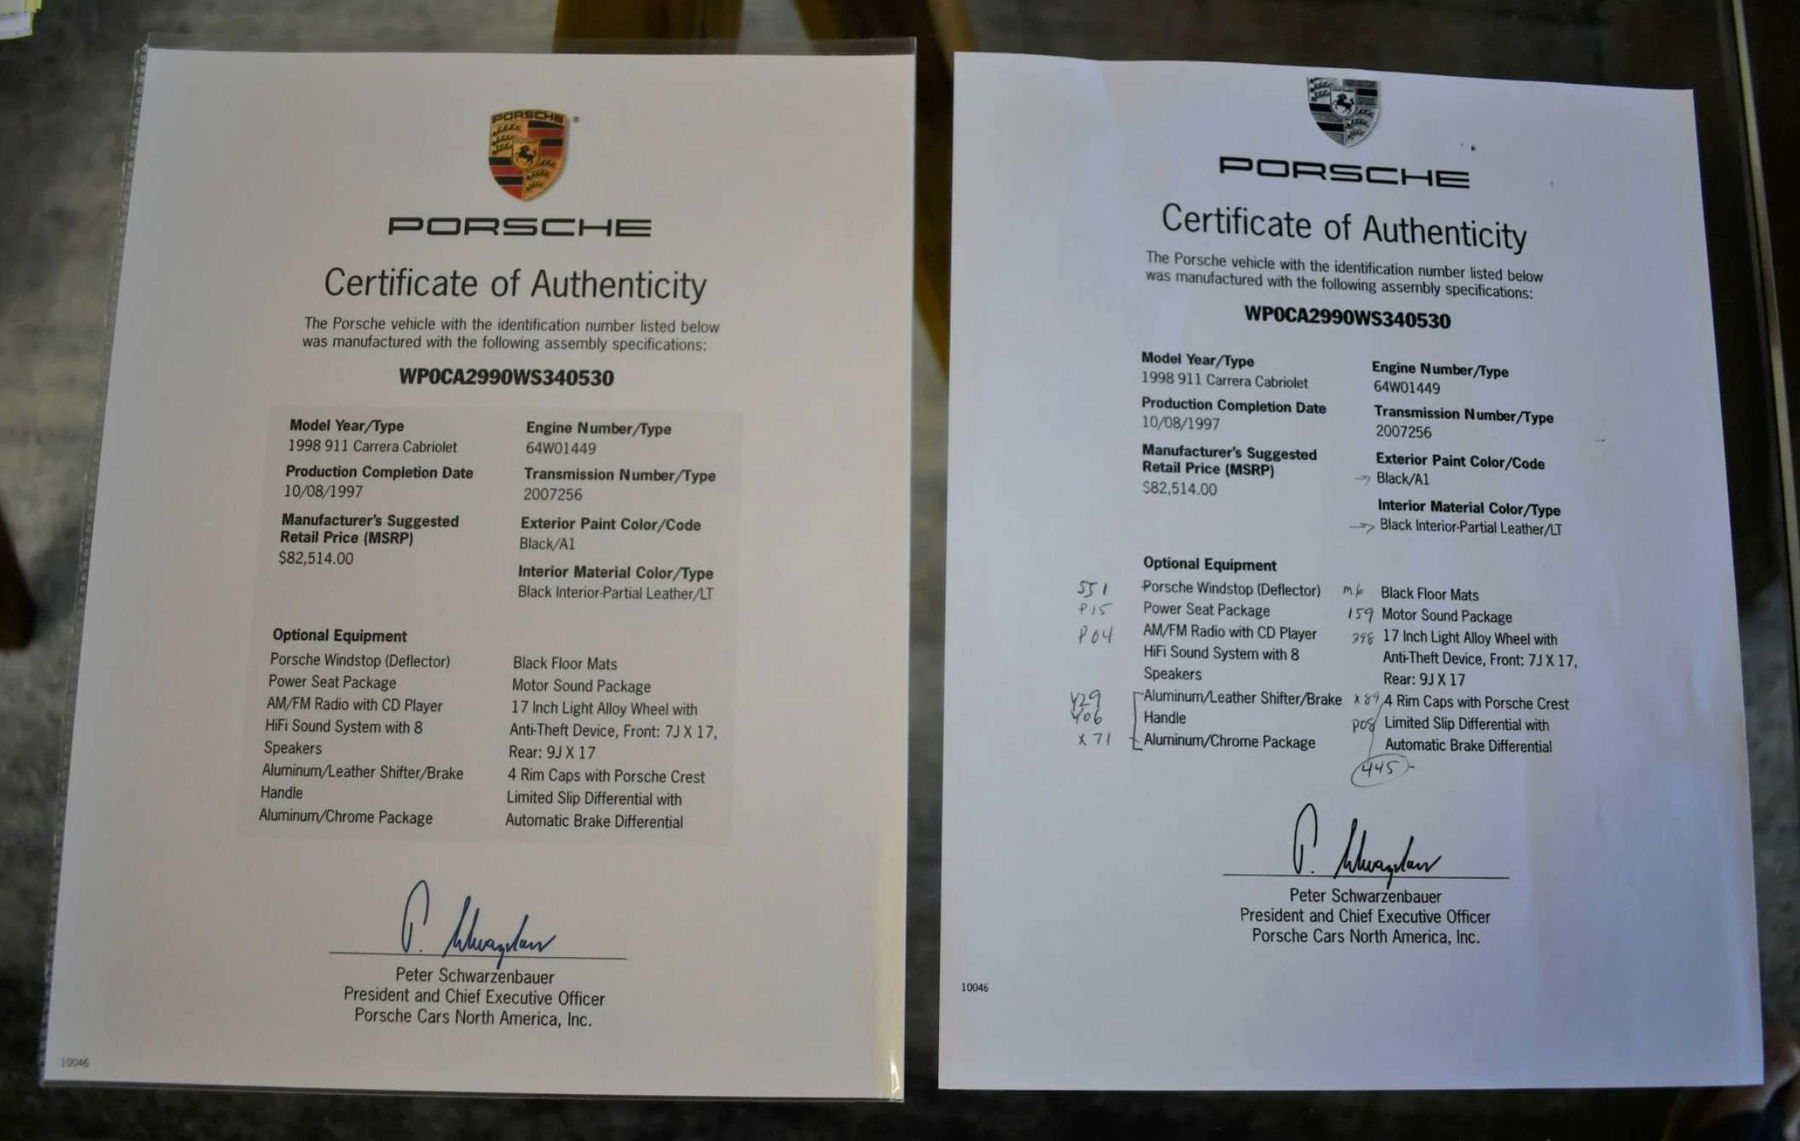 PORSCHE
PORSCHE
Certificate of Authenticity
The Porsche vehicle with the identification number listed below
was manufactured with the following assembly specifications:
WP0CA2990WS340530
Model Year/Type
1998 911 Carrera Cabriolet
Production Completion Date
10/08/1997
Manufacturer's Suggested
Retail Price (MSRP)
$82,514.00
Engine Number/Type
64W01449
Transmission Number/Type
2007256
Exterior Paint Color/Code
Black/A1
Interior Material Color/Type
Black Interior-Partial Leather/LT
Optional Equipment
Porsche Windstop (Deflector)
Power Seat Package
AM/FM Radio with CD Player
HiFi Sound System with 8
Speakers
Aluminum/Leather Shifter/Brake
Handle
Aluminum/Chrome Package
Black Floor Mats
Motor Sound Package
17 Inch Light Alloy Wheel with
Anti-Theft Device, Front: 7J X 17,
Rear: 9J X 17
4 Rim Caps with Porsche Crest
Limited Slip Differential with
Automatic Brake Differential
Peter Schwarzenbauer
President and Chief Executive Officer
Porsche Cars North America, Inc.
10046
PORSCHE
Certificate of Authenticity
The Porsche vehicle with the identification number listed below
was manufactured with the following assembly specifications:
WP0CA2990WS340530
Model Year/Type
1998 911 Carrera Cabriolet
Production Completion Date
10/08/1997
Manufacturer's Suggested
Retail Price (MSRP)
$82,514.00
Engine Number/Type
64W01449
Transmission Number/Type
2007256
Exterior Paint Color/Code
→ Black/A1
Interior Material Color/Type
→ Black Interior-Partial Leather/LT
Optional Equipment
551 Porsche Windstop (Deflector)
P15 Power Seat Package
P04 AM/FM Radio with CD Player
HiFi Sound System with 8
Speakers
Y29 Aluminum/Leather Shifter/Brake
Y06 Handle
X71 Aluminum/Chrome Package
M6 Black Floor Mats
159 Motor Sound Package
398 17 Inch Light Alloy Wheel with
Anti-Theft Device, Front: 7J X 17,
Rear: 9J X 17
X89 4 Rim Caps with Porsche Crest
P08 Limited Slip Differential with
Automatic Brake Differential
445
Peter Schwarzenbauer
President and Chief Executive Officer
Porsche Cars North America, Inc.
10046